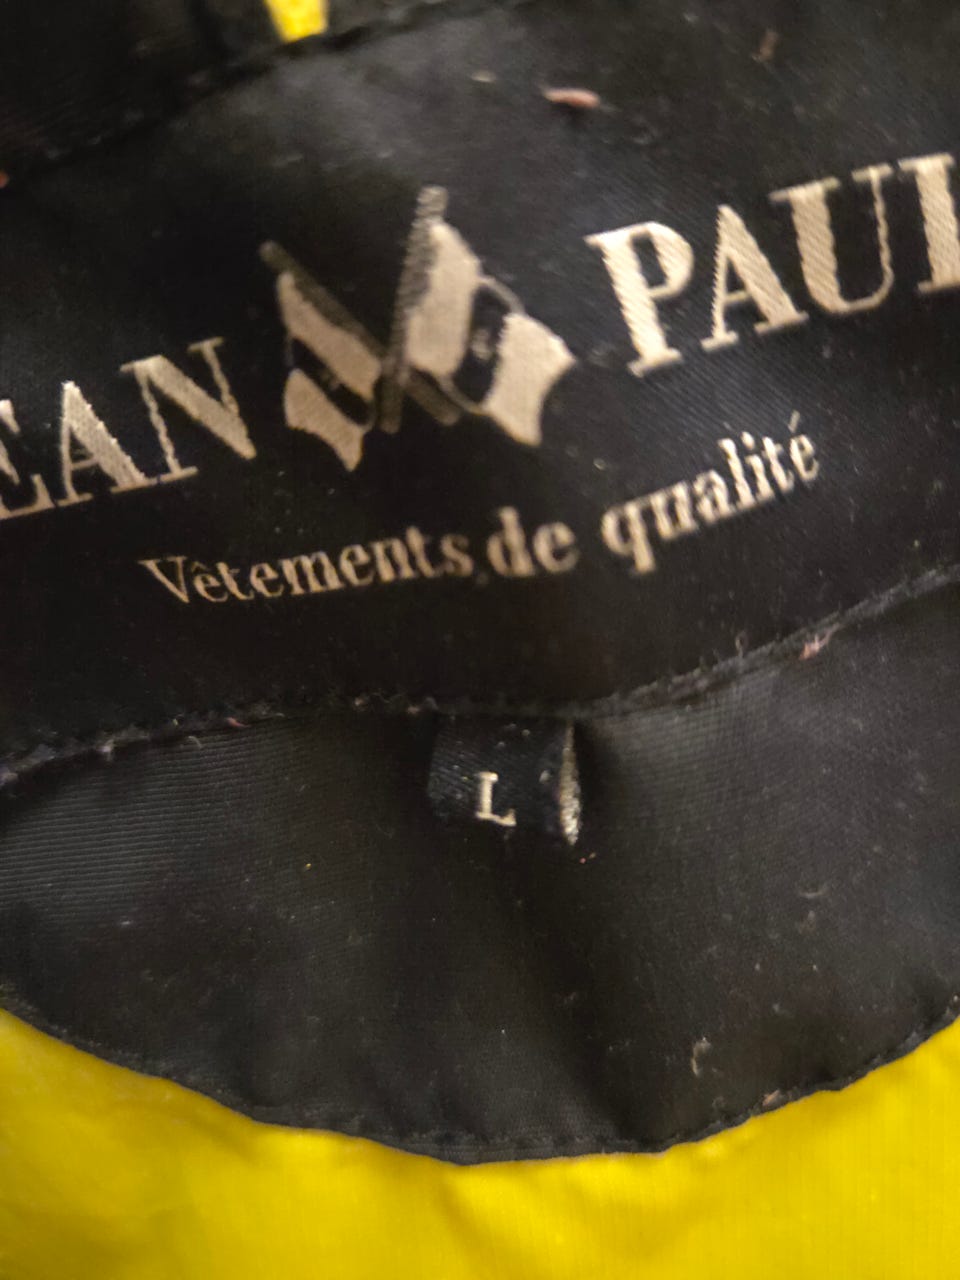 EAN PAUL
Vêtements de qualité
L